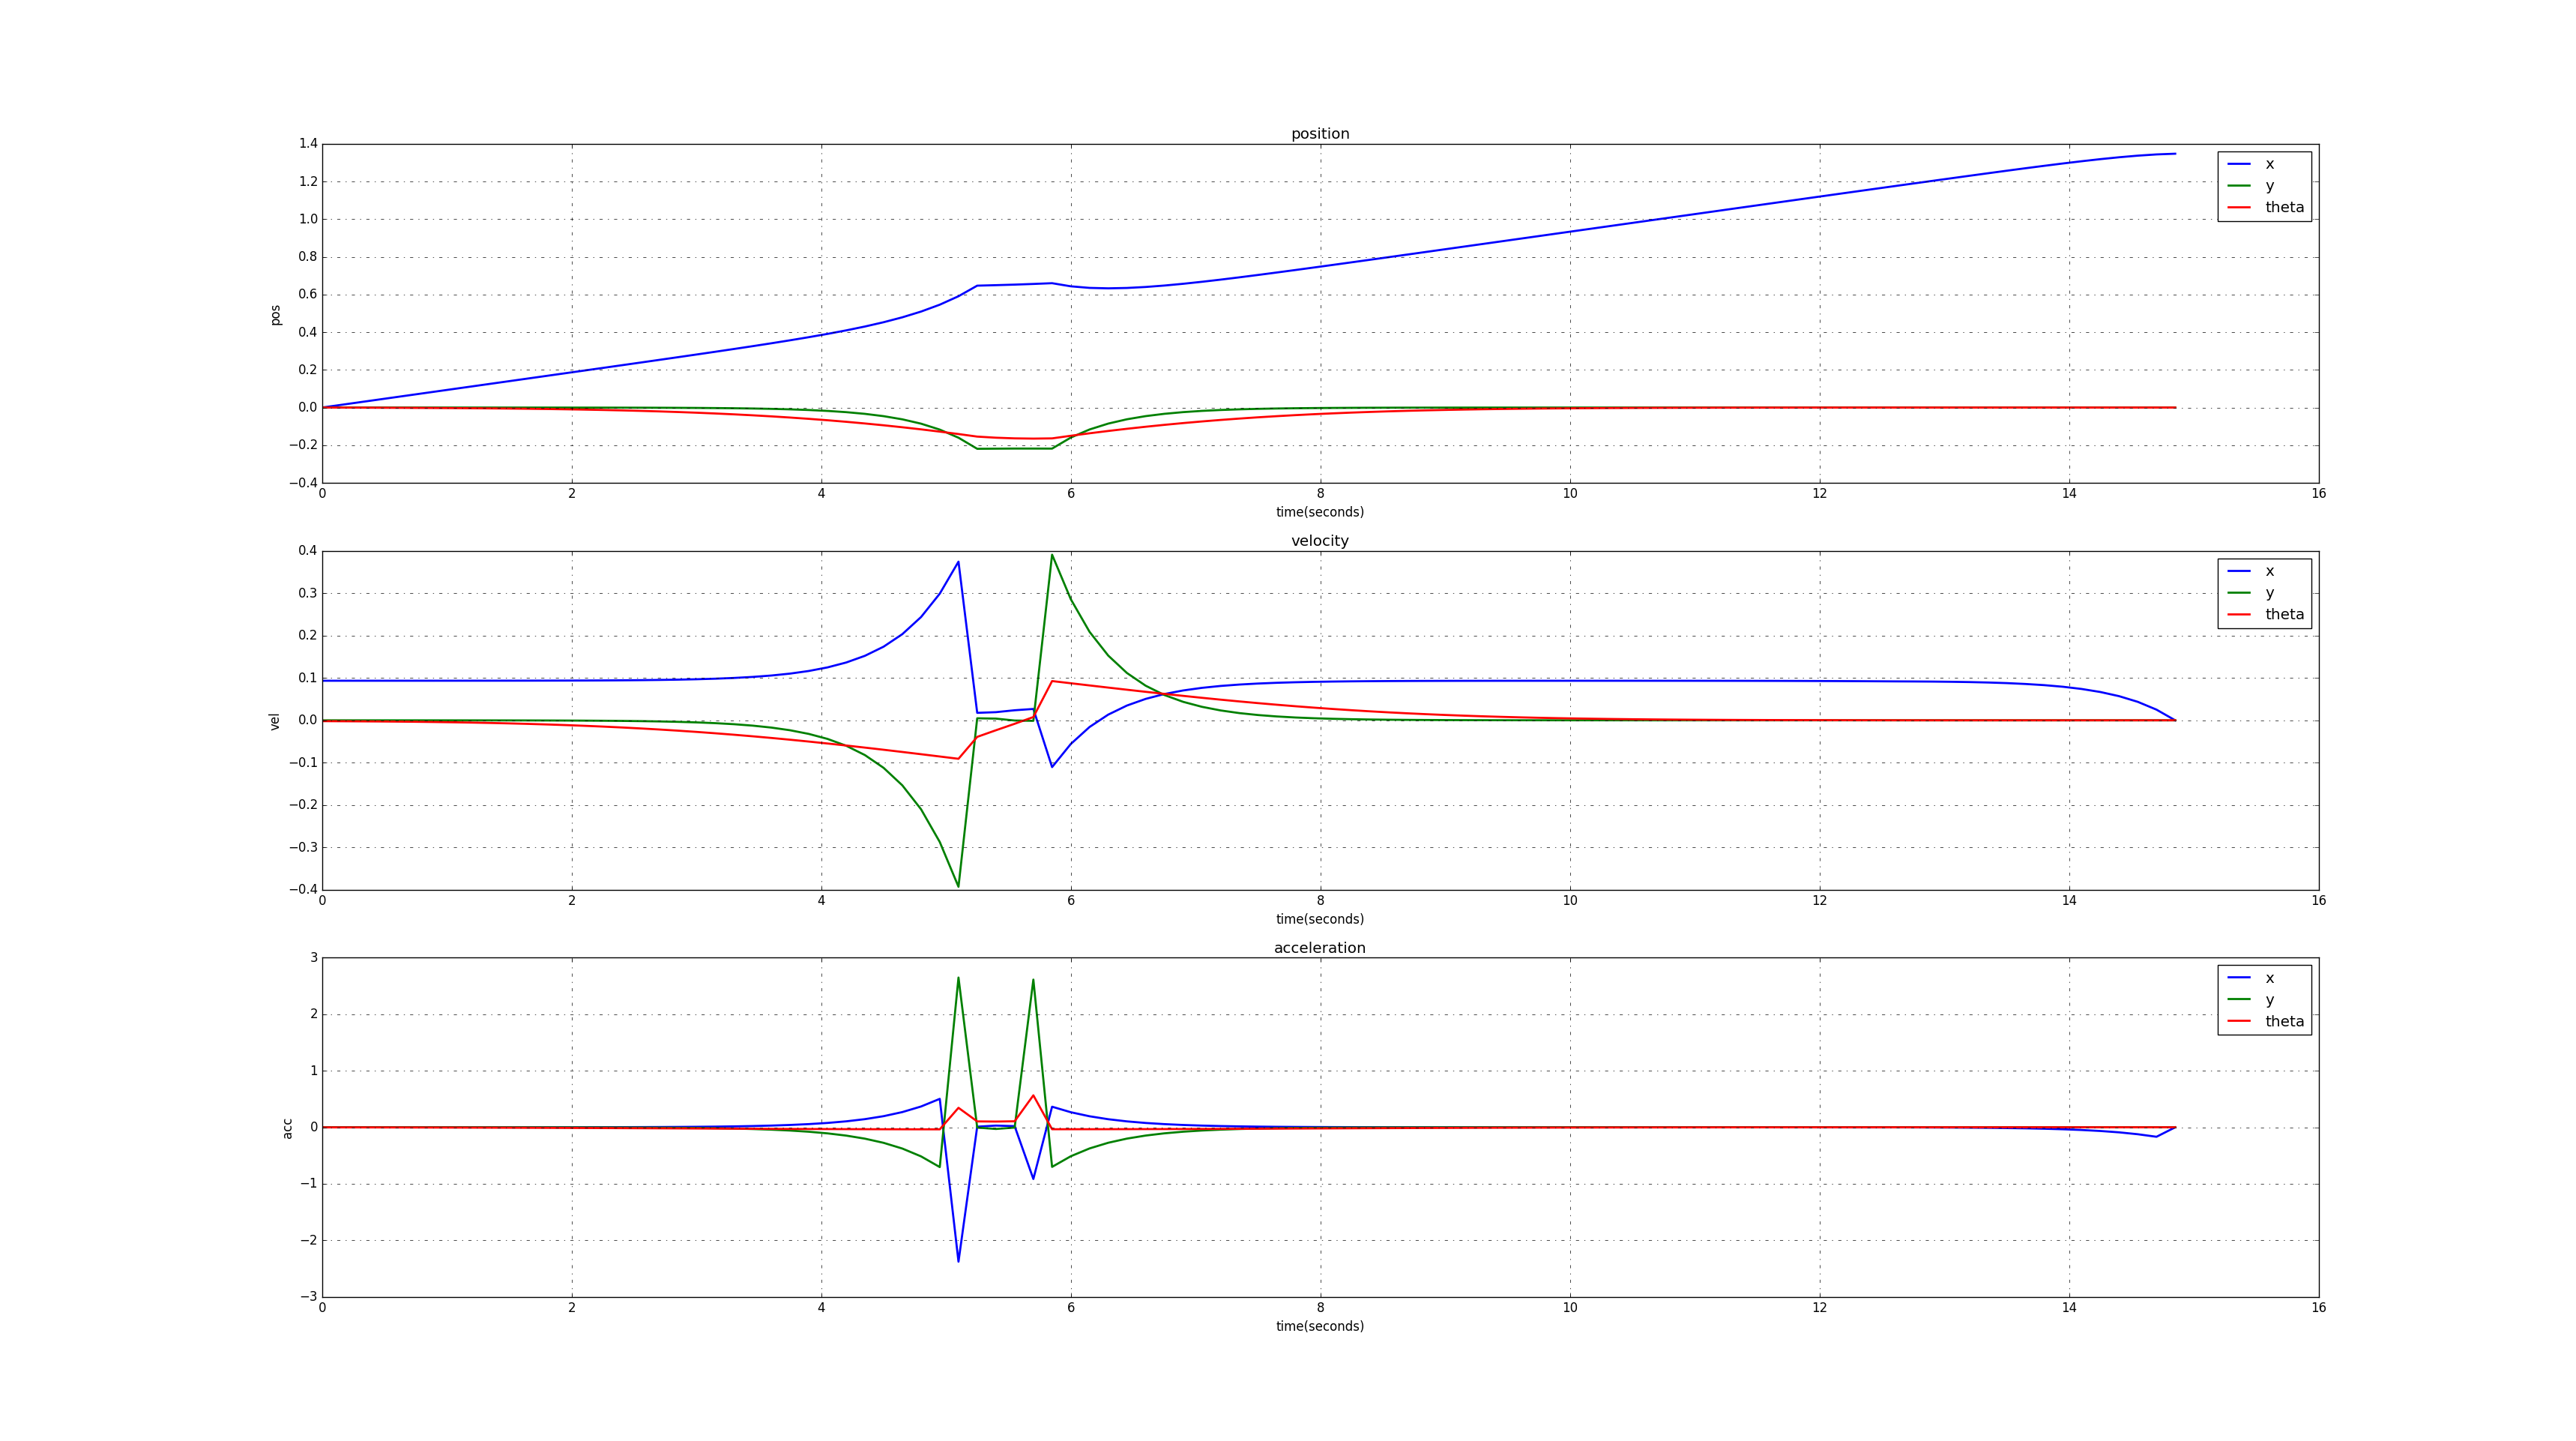 position
1.4
1.2
1.0
0.8
0.6
0.4
0.2
0.0
−0.2
−0.4
pos
x
y
theta
0 2 4 6 8 10 12 14 16
time(seconds)
velocity
0.4
0.3
0.2
0.1
0.0
−0.1
−0.2
−0.3
−0.4
vel
x
y
theta
0 2 4 6 8 10 12 14 16
time(seconds)
acceleration
3
2
1
0
−1
−2
−3
acc
x
y
theta
0 2 4 6 8 10 12 14 16
time(seconds)